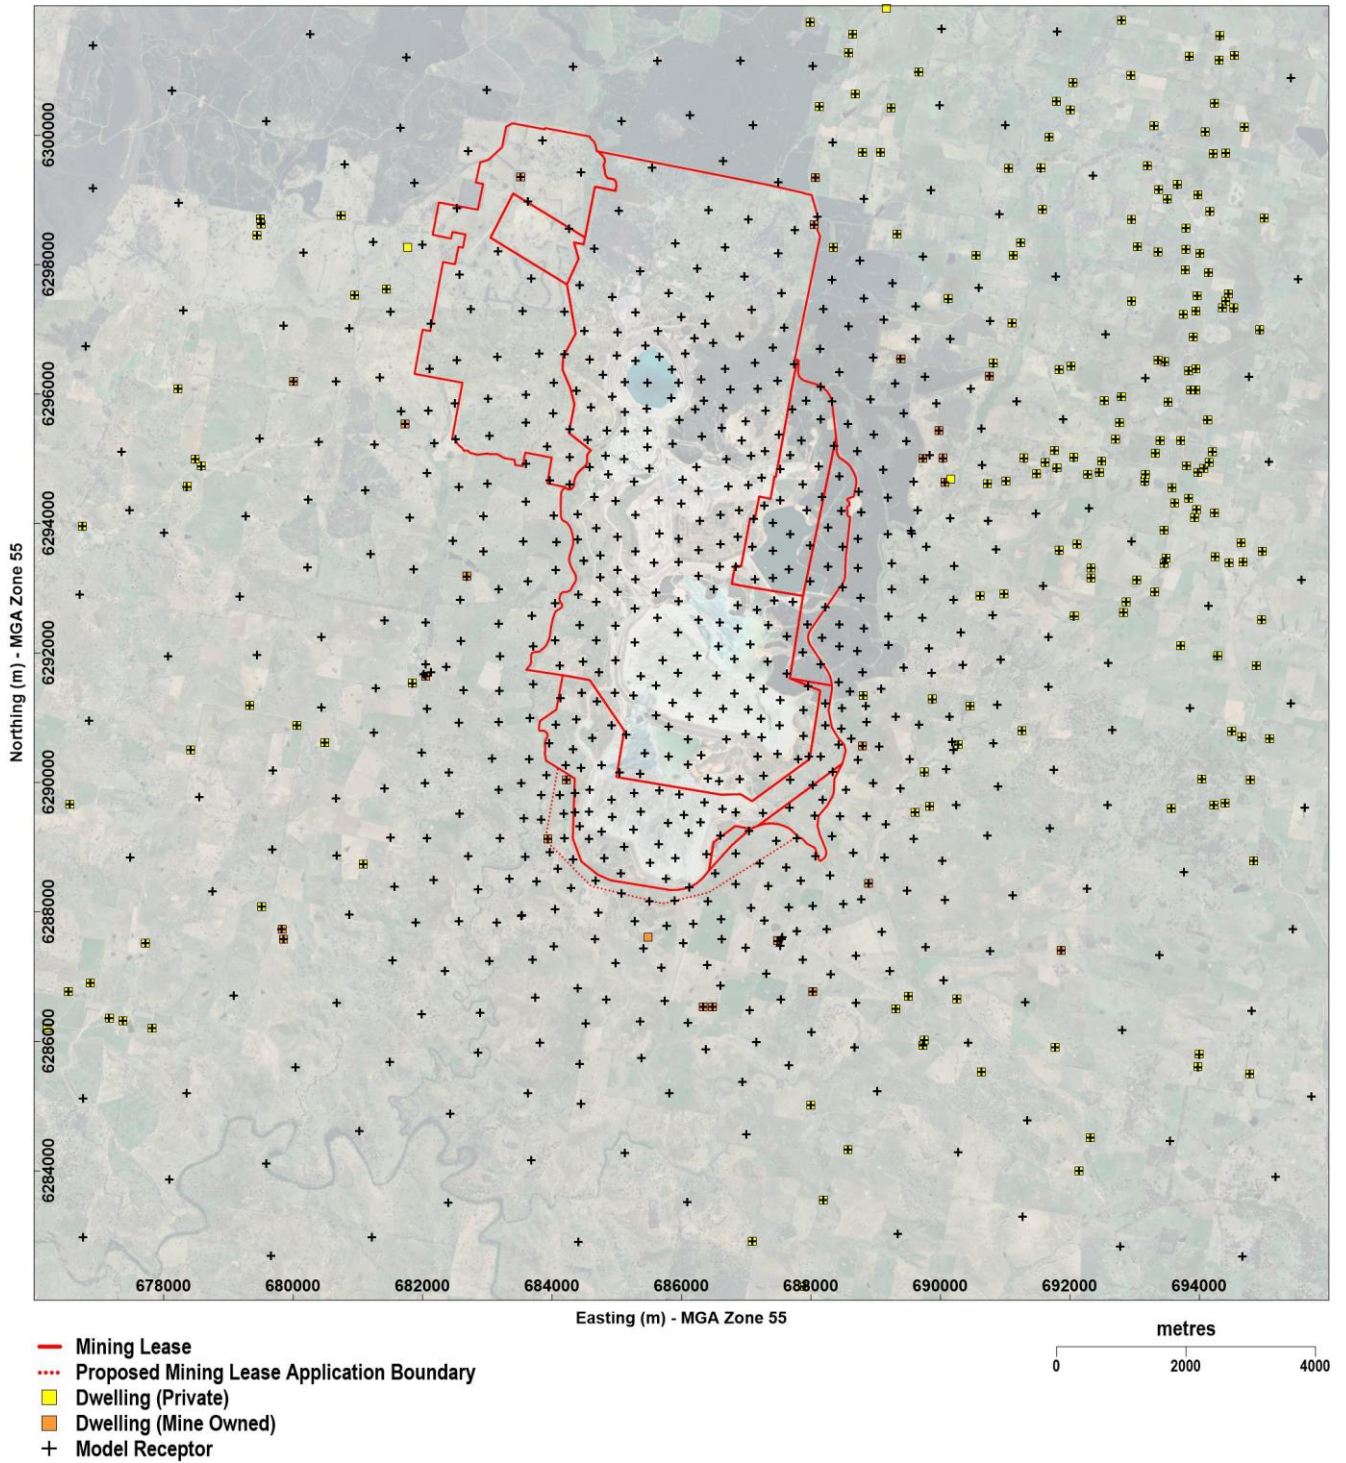 6300000
6298000
6296000
6294000
6292000
6290000
6288000
6286000
6284000
Northing (m) - MGA Zone 55
678000 680000 682000 684000 686000 688000 690000 692000 694000
Easting (m) - MGA Zone 55
metres
0 2000 4000
Mining Lease
Proposed Mining Lease Application Boundary
Dwelling (Private)
Dwelling (Mine Owned)
Model Receptor